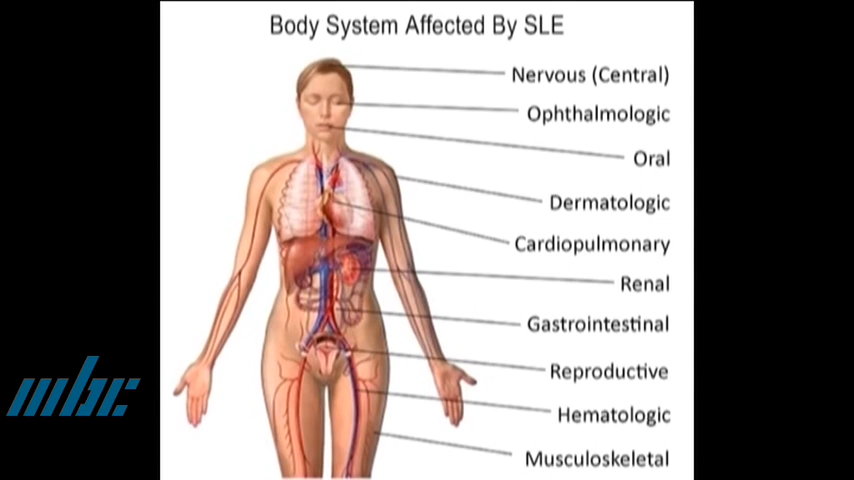 Body System Affected By SLE
Nervous (Central)
Ophthalmologic
Oral
Dermatologic
Cardiopulmonary
Renal
Gastrointestinal
Reproductive
Hematologic
Musculoskeletal
mbc